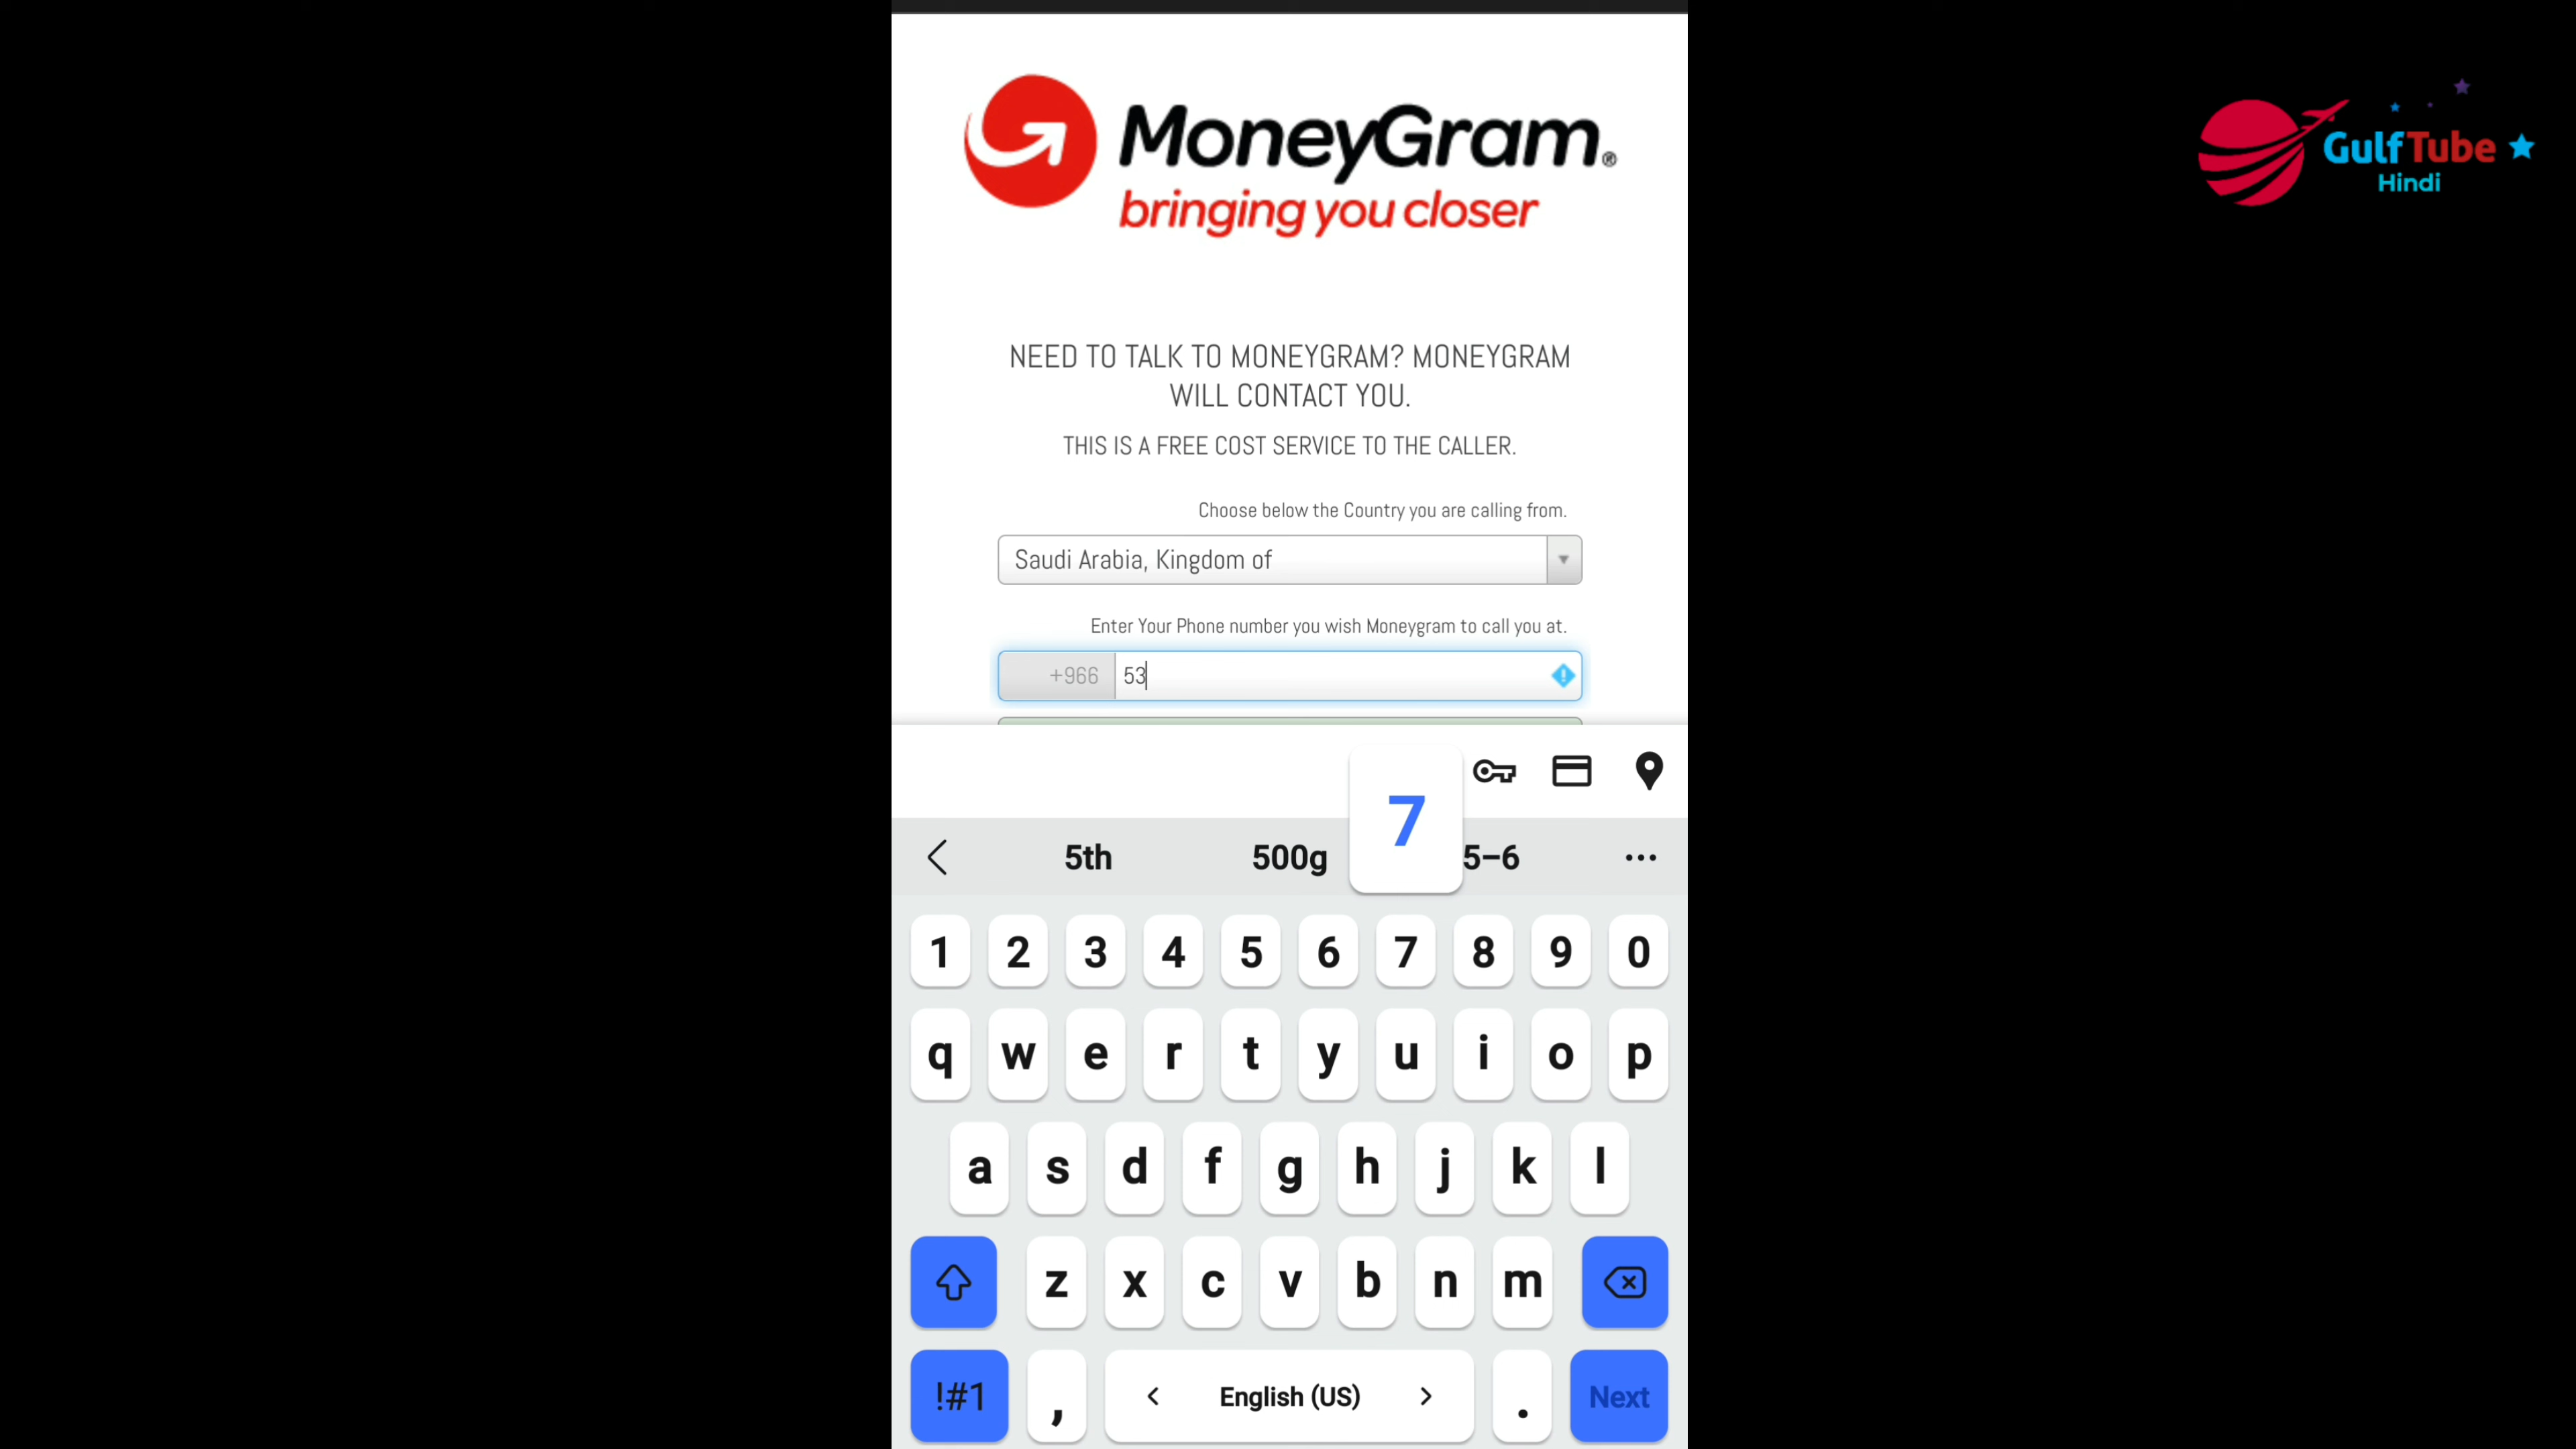 MoneyGram®
bringing you closer
GulfTube
Hindi
NEED TO TALK TO MONEYGRAM? MONEYGRAM
WILL CONTACT YOU.
THIS IS A FREE COST SERVICE TO THE CALLER.
Choose below the Country you are calling from.
Saudi Arabia, Kingdom of
Enter Your Phone number you wish Moneygram to call you at.
+966 53
7
5th 500g 5–6 ...
1 2 3 4 5 6 7 8 9 0
q w e r t y u i o p
a s d f g h j k l
z x c v b n m
!#1 , < English (US) > . Next